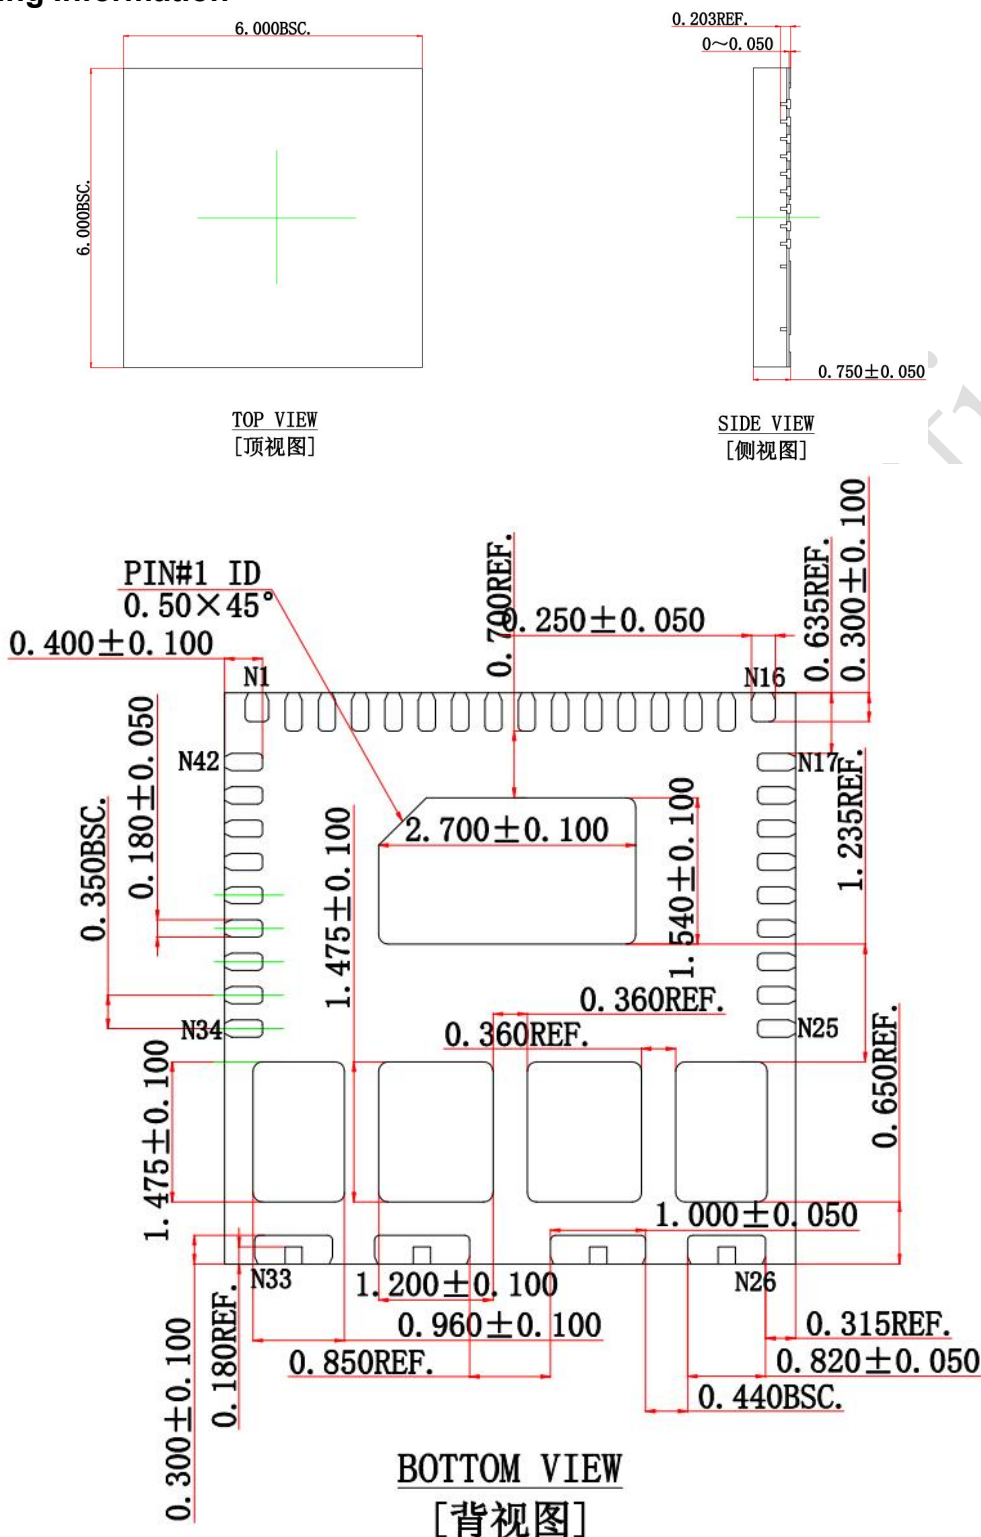 6.000BSC.
0.203REF.
0~0.050
6.000BSC.
0.750±0.050
TOP VIEW
[顶视图]
SIDE VIEW
[侧视图]
PIN#1 ID
0.50×45°
0.400±0.100
0.700REF.
0.250±0.050
0.635REF.
0.300±0.100
N1
N16
N42
N17
0.180±0.050
0.350BSC.
2.700±0.100
1.475±0.100
1.540±0.100
1.235REF.
0.360REF.
0.360REF.
N34
N25
0.650REF.
1.475±0.100
1.000±0.050
N33
N26
1.200±0.100
0.960±0.100
0.315REF.
0.180REF.
0.850REF.
0.820±0.050
0.440BSC.
0.300±0.100
BOTTOM VIEW
[背视图]